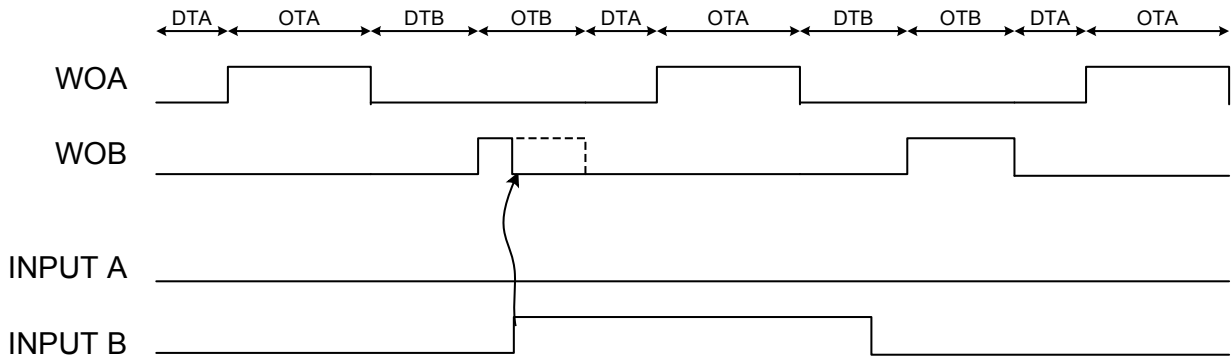 DTA OTA DTB OTB DTA OTA DTB OTB DTA OTA
WOA
WOB
INPUT A
INPUT B